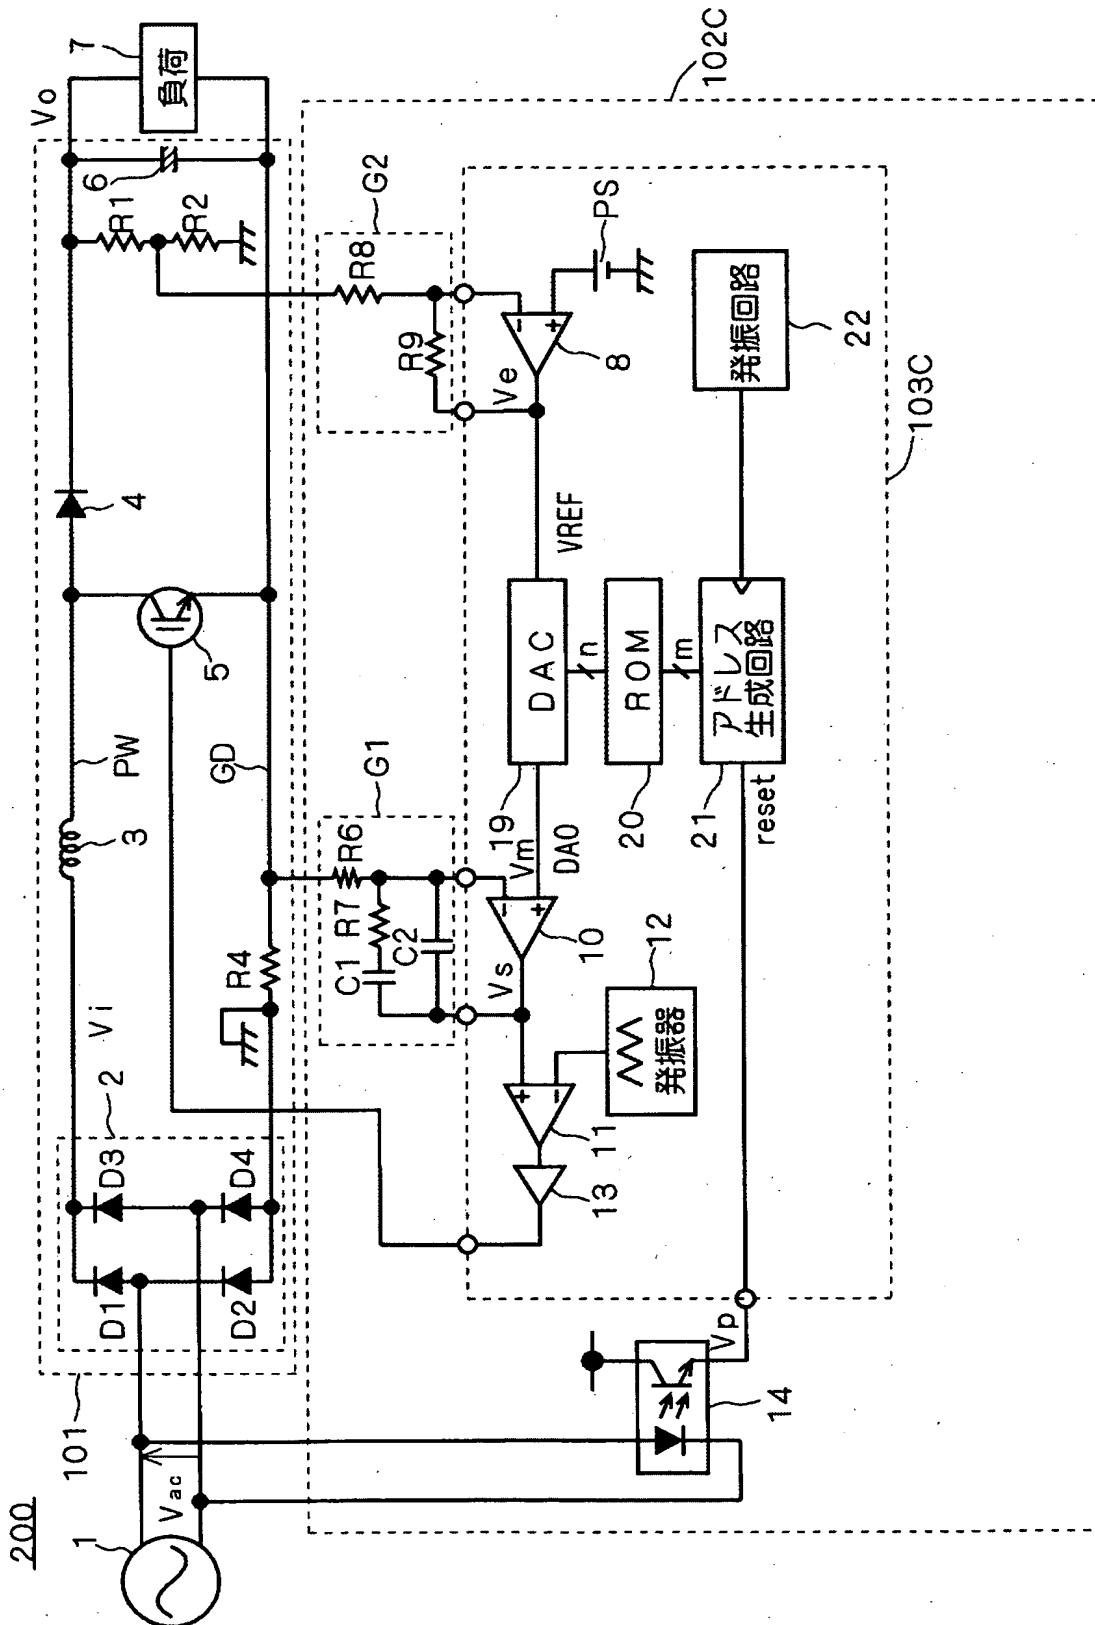 200
1
Vac
101
2
D1
D3
D2
D4
Vi
3
PW
GD
R4
5
4
R1
R2
6
Vo
7
負荷
G1
R6
R7
C1
C2
G2
R8
R9
102C
103C
Vp
14
13
11
12
発振器
Vs
10
Vm
DAO
19
DAC
VREF
Ve
8
PS
n
20
ROM
m
21
アドレス
生成回路
reset
22
発振回路
+
-
+
-
+
-